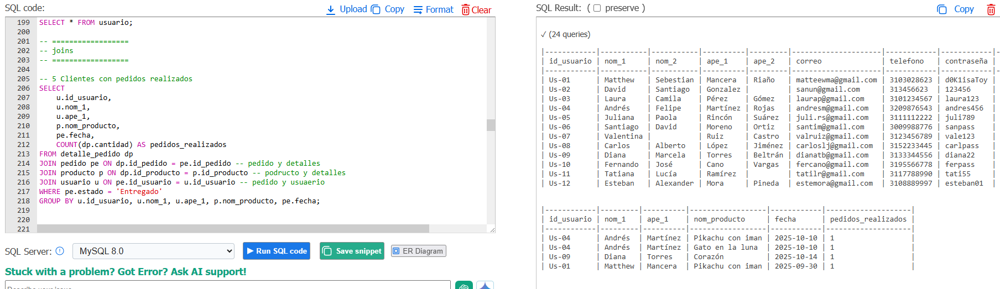 SQL code:
Upload Copy Format Clear
199 SELECT * FROM usuario;
200
201 -- ==================
202 -- joins
203 -- ==================
204
205 -- 5 Clientes con pedidos realizados
206 SELECT
207 u.id_usuario,
208 u.nom_1,
209 u.ape_1,
210 p.nom_producto,
211 pe.fecha,
212 COUNT(dp.cantidad) AS pedidos_realizados
213 FROM detalle_pedido dp
214 JOIN pedido pe ON dp.id_pedido = pe.id_pedido -- pedido y detalles
215 JOIN producto p ON dp.id_producto = p.id_producto -- podructo y detalles
216 JOIN usuario u ON pe.id_usuario = u.id_usuario -- pedido y usuaerio
217 WHERE pe.estado = 'Entregado'
218 GROUP BY u.id_usuario, u.nom_1, u.ape_1, p.nom_producto, pe.fecha;
219
220
221
SQL Server: MySQL 8.0 Run SQL code Save snippet ER Diagram
Stuck with a problem? Got Error? Ask AI support!
Describe your issue
SQL Result: ( preserve )
Copy
✓ (24 queries)
| id_usuario | nom_1 | nom_2 | ape_1 | ape_2 | correo | telefono | contraseña |
| Us-01 | Matthew | Sebestian | Mancera | Riaño | matteewma@gmail.com | 3103028623 | d0K1isaToy |
| Us-02 | David | Santiago | Gonzalez | | sanun@gmail.com | 313456623 | 123456 |
| Us-03 | Laura | Camila | Pérez | Gómez | laurap@gmail.com | 3101234567 | laura123 |
| Us-04 | Andrés | Felipe | Martínez | Rojas | andresm@gmail.com | 3209876543 | andres456 |
| Us-05 | Juliana | Paola | Rincón | Suárez | juli.rs@gmail.com | 3111112222 | juli789 |
| Us-06 | Santiago | David | Moreno | Ortiz | santim@gmail.com | 3009988776 | sanpass |
| Us-07 | Valentina | | Ruiz | Castro | valruiz@gmail.com | 3123456789 | vale123 |
| Us-08 | Carlos | Alberto | López | Jiménez | carloslj@gmail.com | 3152233445 | carlpass |
| Us-09 | Diana | Marcela | Torres | Beltrán | dianatb@gmail.com | 3133344556 | diana22 |
| Us-10 | Fernando | José | Cano | Vargas | fercano@gmail.com | 3195566778 | ferpass |
| Us-11 | Tatiana | Lucía | Ramírez | | tatilr@gmail.com | 3117788990 | tati55 |
| Us-12 | Esteban | Alexander | Mora | Pineda | estemora@gmail.com | 3108889997 | esteban01 |
| id_usuario | nom_1 | ape_1 | nom_producto | fecha | pedidos_realizados |
| Us-04 | Andrés | Martínez | Pikachu con iman | 2025-10-10 | 1 |
| Us-04 | Andrés | Martínez | Gato en la luna | 2025-10-10 | 1 |
| Us-09 | Diana | Torres | Corazón | 2025-10-14 | 1 |
| Us-01 | Matthew | Mancera | Pikachu con iman | 2025-09-30 | 1 |